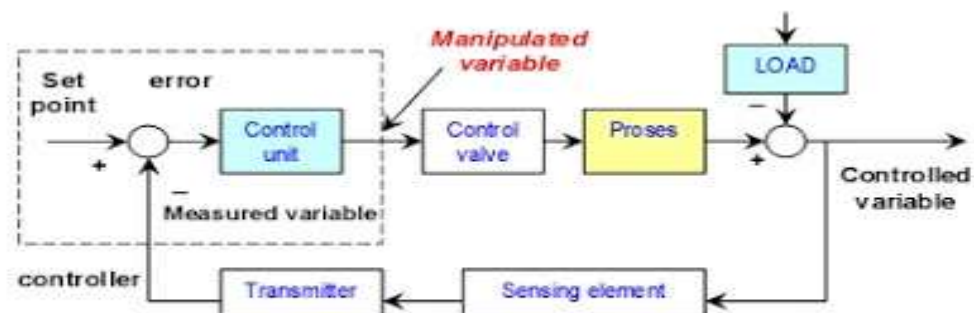 Manipulated
variable
LOAD
Set
point
error
Control
unit
Control
valve
Proses
−
+
+
−
Measured variable
Controlled
variable
controller
Transmitter
Sensing element